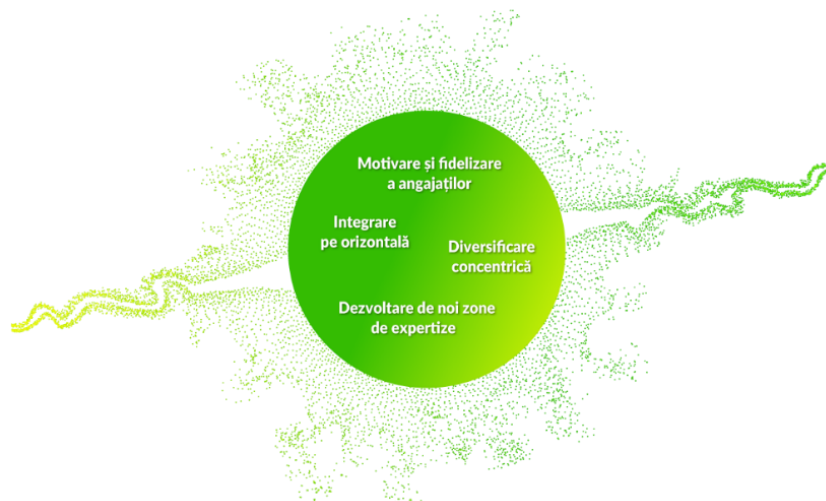 Motivare și fidelizare
a angajaților
Integrare
pe orizontală
Diversificare
concentrică
Dezvoltare de noi zone
de expertize